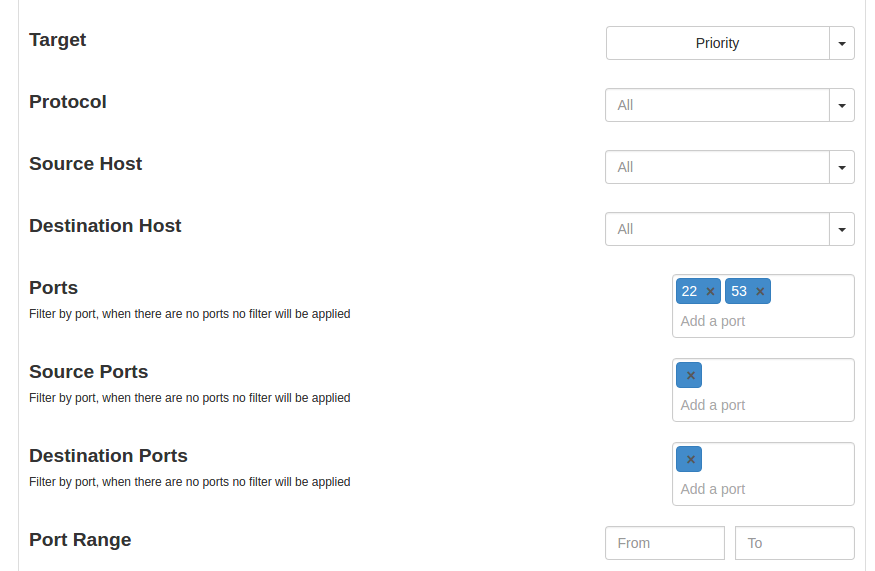 Target
Priority
Protocol
All
Source Host
All
Destination Host
All
Ports
22 × 53 ×
Filter by port, when there are no ports no filter will be applied
Add a port
Source Ports
×
Filter by port, when there are no ports no filter will be applied
Add a port
Destination Ports
×
Filter by port, when there are no ports no filter will be applied
Add a port
Port Range
From To